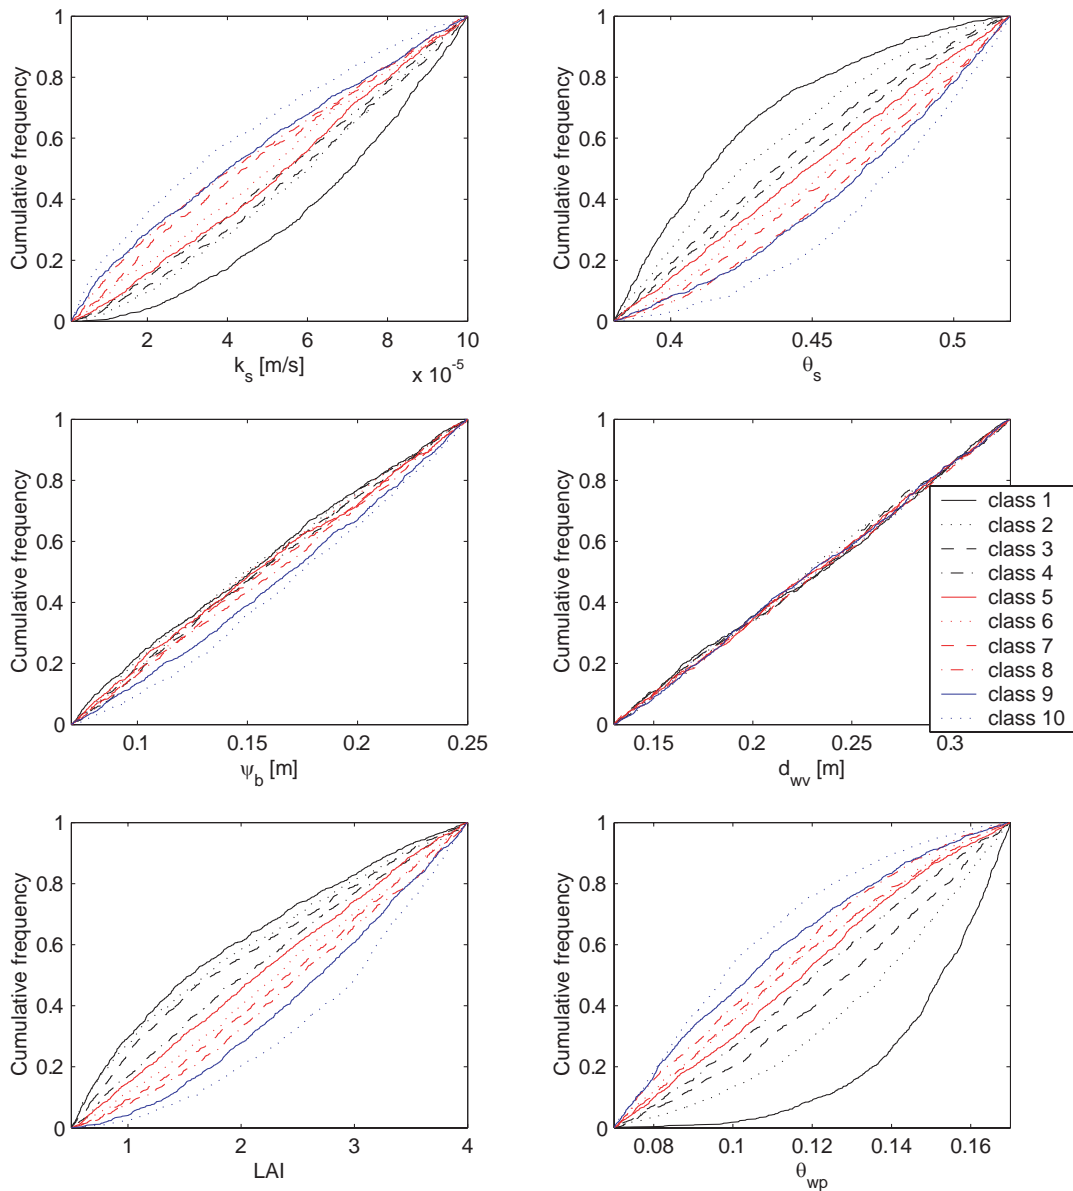 1
0.8
0.6
0.4
0.2
0
Cumulative frequency
2 4 6 8 10
k_s [m/s]
x 10^-5
1
0.8
0.6
0.4
0.2
0
Cumulative frequency
0.4 0.45 0.5
θ_s
1
0.8
0.6
0.4
0.2
0
Cumulative frequency
0.1 0.15 0.2 0.25
ψ_b [m]
1
0.8
0.6
0.4
0.2
0
Cumulative frequency
0.15 0.2 0.25 0.3
d_wv [m]
class 1
class 2
class 3
class 4
class 5
class 6
class 7
class 8
class 9
class 10
1
0.8
0.6
0.4
0.2
0
Cumulative frequency
1 2 3 4
LAI
1
0.8
0.6
0.4
0.2
0
Cumulative frequency
0.08 0.1 0.12 0.14 0.16
θ_wp